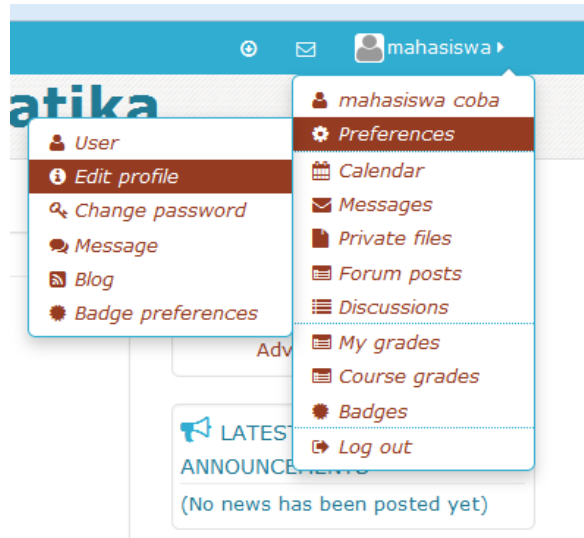 mahasiswa
atika
mahasiswa coba
Preferences
Calendar
Messages
Private files
Forum posts
Discussions
My grades
Course grades
Badges
Log out
User
Edit profile
Change password
Message
Blog
Badge preferences
Adv
LATEST
ANNOUNCEMENTS
(No news has been posted yet)